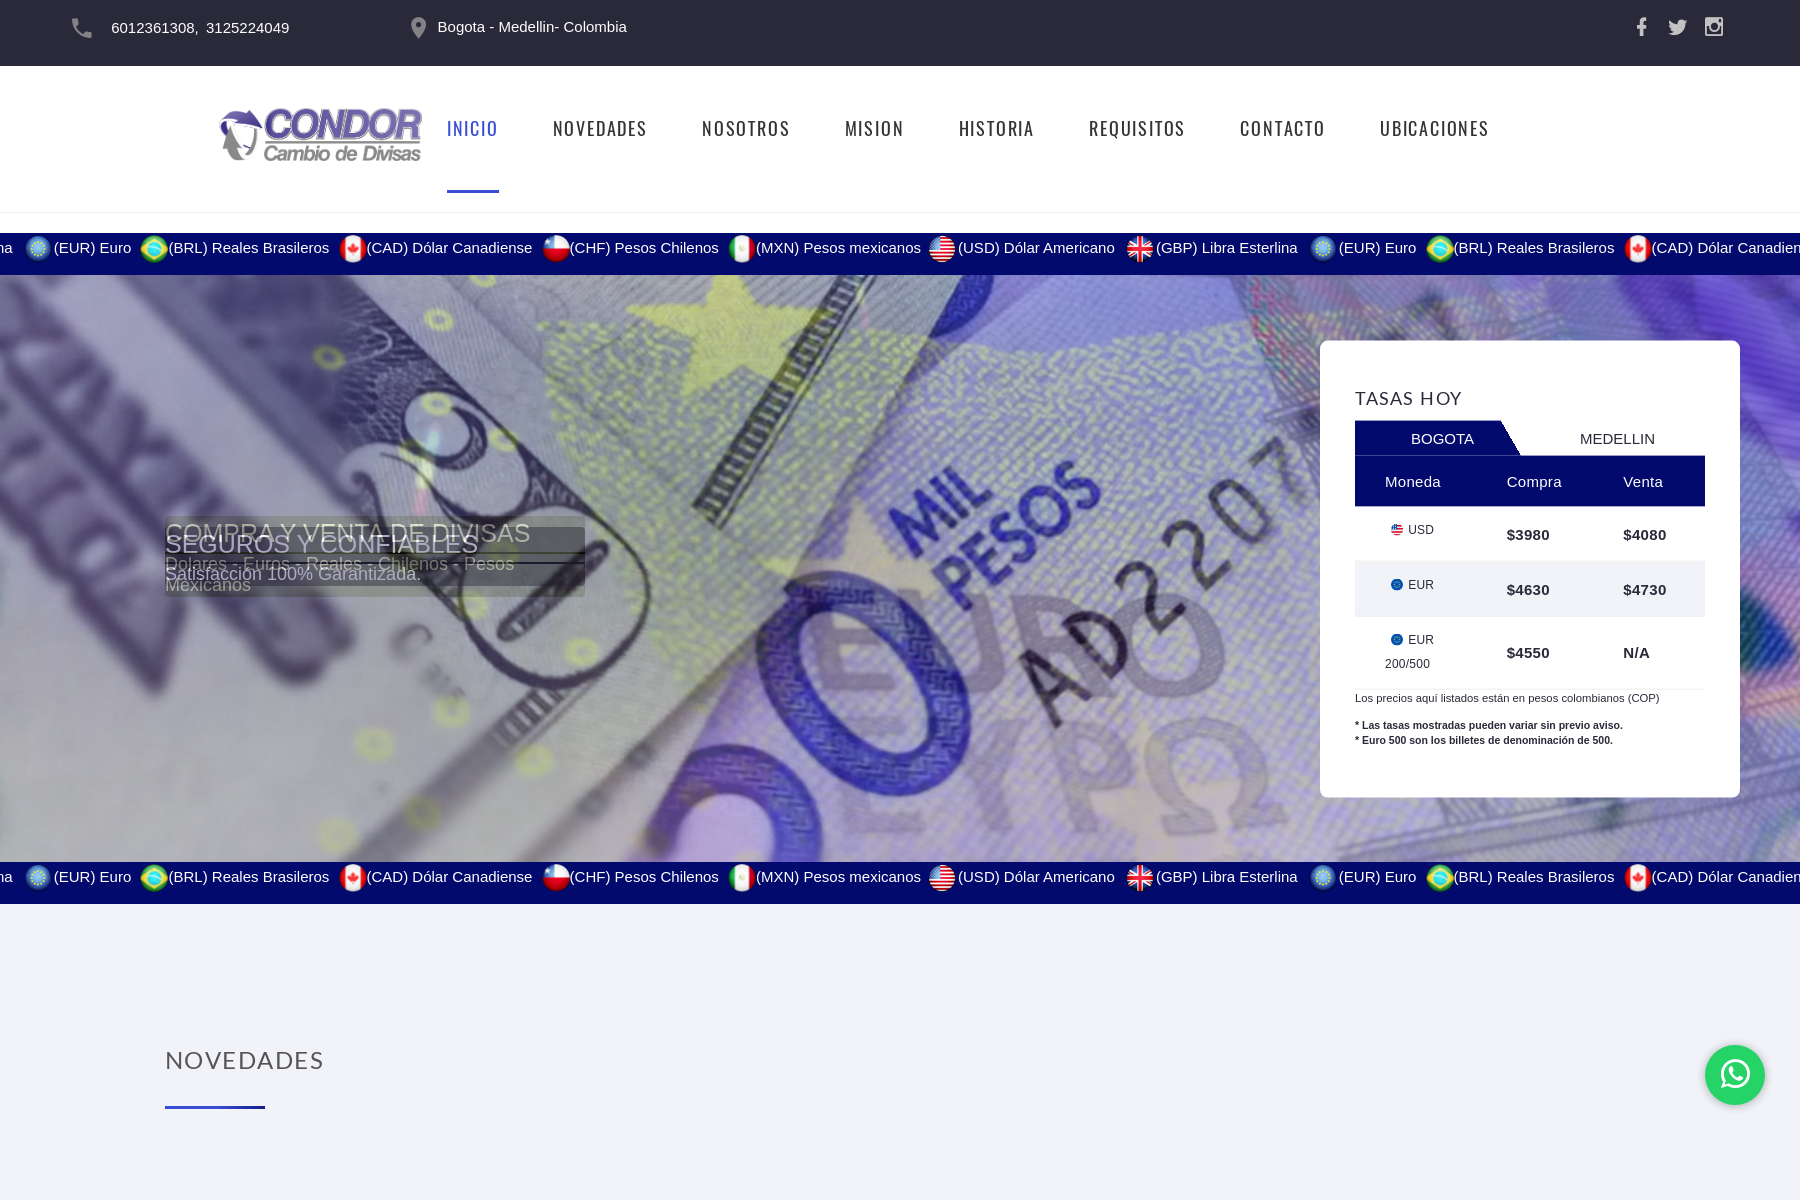 6012361308, 3125224049
Bogota - Medellin- Colombia
CONDOR
Cambio de Divisas
INICIO
NOVEDADES
NOSOTROS
MISION
HISTORIA
REQUISITOS
CONTACTO
UBICACIONES
na (EUR) Euro (BRL) Reales Brasileros (CAD) Dólar Canadiense (CHF) Pesos Chilenos (MXN) Pesos mexicanos (USD) Dólar Americano (GBP) Libra Esterlina (EUR) Euro (BRL) Reales Brasileros (CAD) Dólar Canadien
MIL
PESOS
AD2207
EURO
EYPΩ
COMPRA Y VENTA DE DIVISAS
SEGUROS Y CONFIABLES
Dolares - Euros - Reales - Chilenos - Pesos
Mexicanos
Satisfacción 100% Garantizada.
TASAS HOY
BOGOTA MEDELLIN
Moneda Compra Venta
USD $3980 $4080
EUR $4630 $4730
EUR
200/500 $4550 N/A
Los precios aquí listados están en pesos colombianos (COP)
* Las tasas mostradas pueden variar sin previo aviso.
* Euro 500 son los billetes de denominación de 500.
na (EUR) Euro (BRL) Reales Brasileros (CAD) Dólar Canadiense (CHF) Pesos Chilenos (MXN) Pesos mexicanos (USD) Dólar Americano (GBP) Libra Esterlina (EUR) Euro (BRL) Reales Brasileros (CAD) Dólar Canadien
NOVEDADES